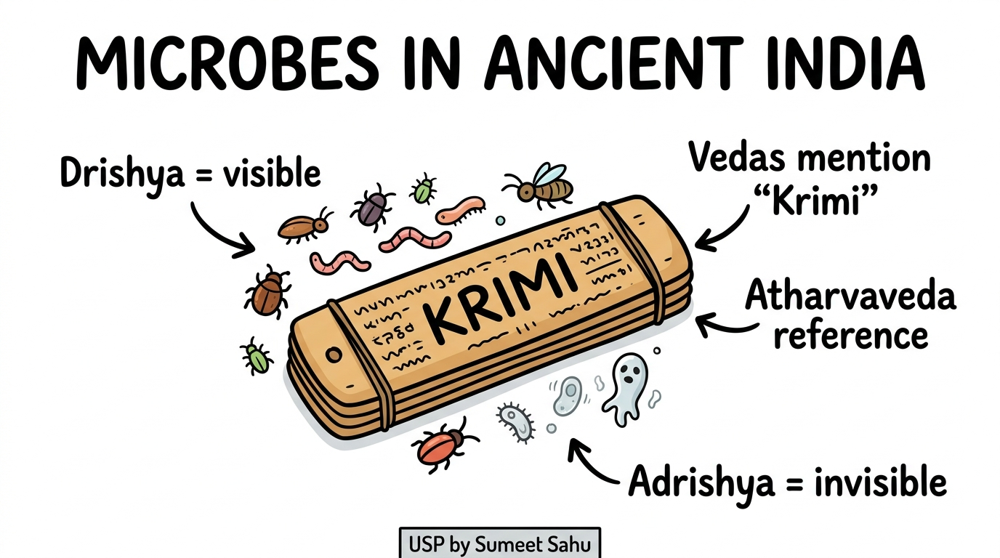 MICROBES IN ANCIENT INDIA
Drishya = visible
Vedas mention
“Krimi”
KRIMI
Atharvaveda
reference
Adrishya = invisible
USP by Sumeet Sahu